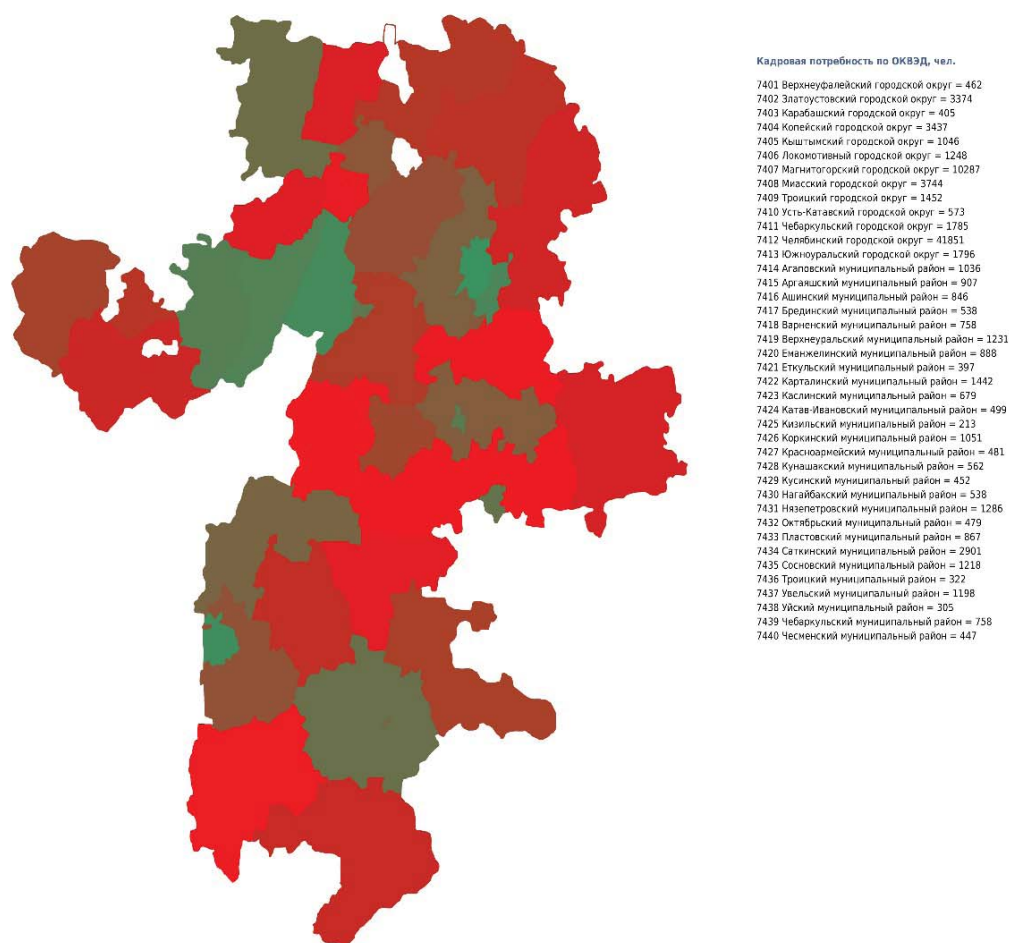 Кадровая потребность по ОКВЭД, чел.
7401 Верхнеуфалейский городской округ = 462
7402 Златоустовский городской округ = 3374
7403 Карабашский городской округ = 405
7404 Копейский городской округ = 3437
7405 Кыштымский городской округ = 1046
7406 Локомотивный городской округ = 1248
7407 Магнитогорский городской округ = 10287
7408 Миасский городской округ = 3744
7409 Троицкий городской округ = 1452
7410 Усть-Катавский городской округ = 573
7411 Чебаркульский городской округ = 1785
7412 Челябинский городской округ = 41851
7413 Южноуральский городской округ = 1796
7414 Агаповский муниципальный район = 1036
7415 Аргаяшский муниципальный район = 907
7416 Ашинский муниципальный район = 846
7417 Брединский муниципальный район = 538
7418 Варненский муниципальный район = 758
7419 Верхнеуральский муниципальный район = 1231
7420 Еманжелинский муниципальный район = 888
7421 Еткульский муниципальный район = 397
7422 Карталинский муниципальный район = 1442
7423 Каслинский муниципальный район = 679
7424 Катав-Ивановский муниципальный район = 499
7425 Кизильский муниципальный район = 213
7426 Коркинский муниципальный район = 1051
7427 Красноармейский муниципальный район = 481
7428 Кунашакский муниципальный район = 562
7429 Кусинский муниципальный район = 452
7430 Нагайбакский муниципальный район = 538
7431 Нязепетровский муниципальный район = 1286
7432 Октябрьский муниципальный район = 479
7433 Пластовский муниципальный район = 867
7434 Саткинский муниципальный район = 2901
7435 Сосновский муниципальный район = 1218
7436 Троицкий муниципальный район = 322
7437 Увельский муниципальный район = 1198
7438 Уйский муниципальный район = 305
7439 Чебаркульский муниципальный район = 758
7440 Чесменский муниципальный район = 447